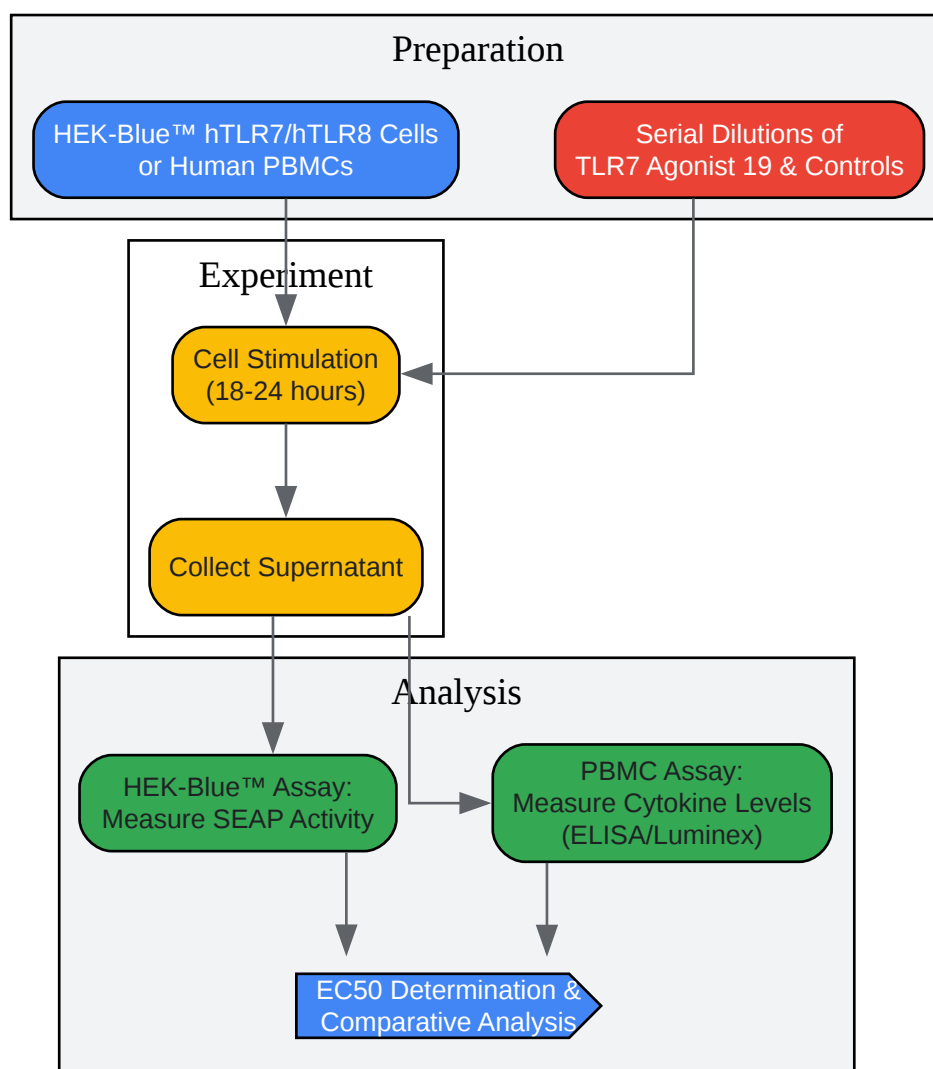 Preparation
HEK-Blue™ hTLR7/hTLR8 Cells
or Human PBMCs
Serial Dilutions of
TLR7 Agonist 19 & Controls
Experiment
Cell Stimulation
(18-24 hours)
Collect Supernatant
Analysis
HEK-Blue™ Assay:
Measure SEAP Activity
PBMC Assay:
Measure Cytokine Levels
(ELISA/Luminex)
EC50 Determination &
Comparative Analysis